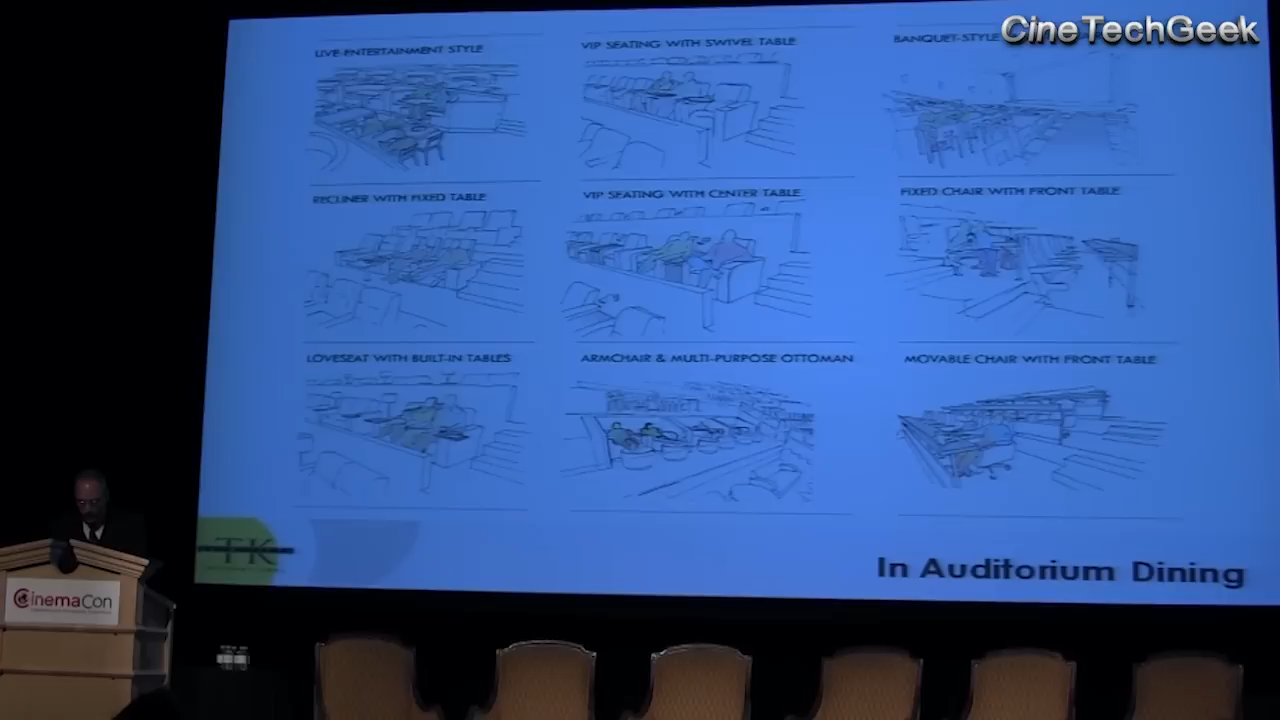 CineTechGeek
LIVE ENTERTAINMENT STYLE
VIP SEATING WITH SWIVEL TABLE
BANQUET-STYLE
RECLINER WITH FIXED TABLE
VIP SEATING WITH CENTER TABLE
FIXED CHAIR WITH FRONT TABLE
LOVESEAT WITH BUILT-IN TABLES
ARMCHAIR & MULTI-PURPOSE OTTOMAN
MOVABLE CHAIR WITH FRONT TABLE
TK
In Auditorium Dining
CinemaCon